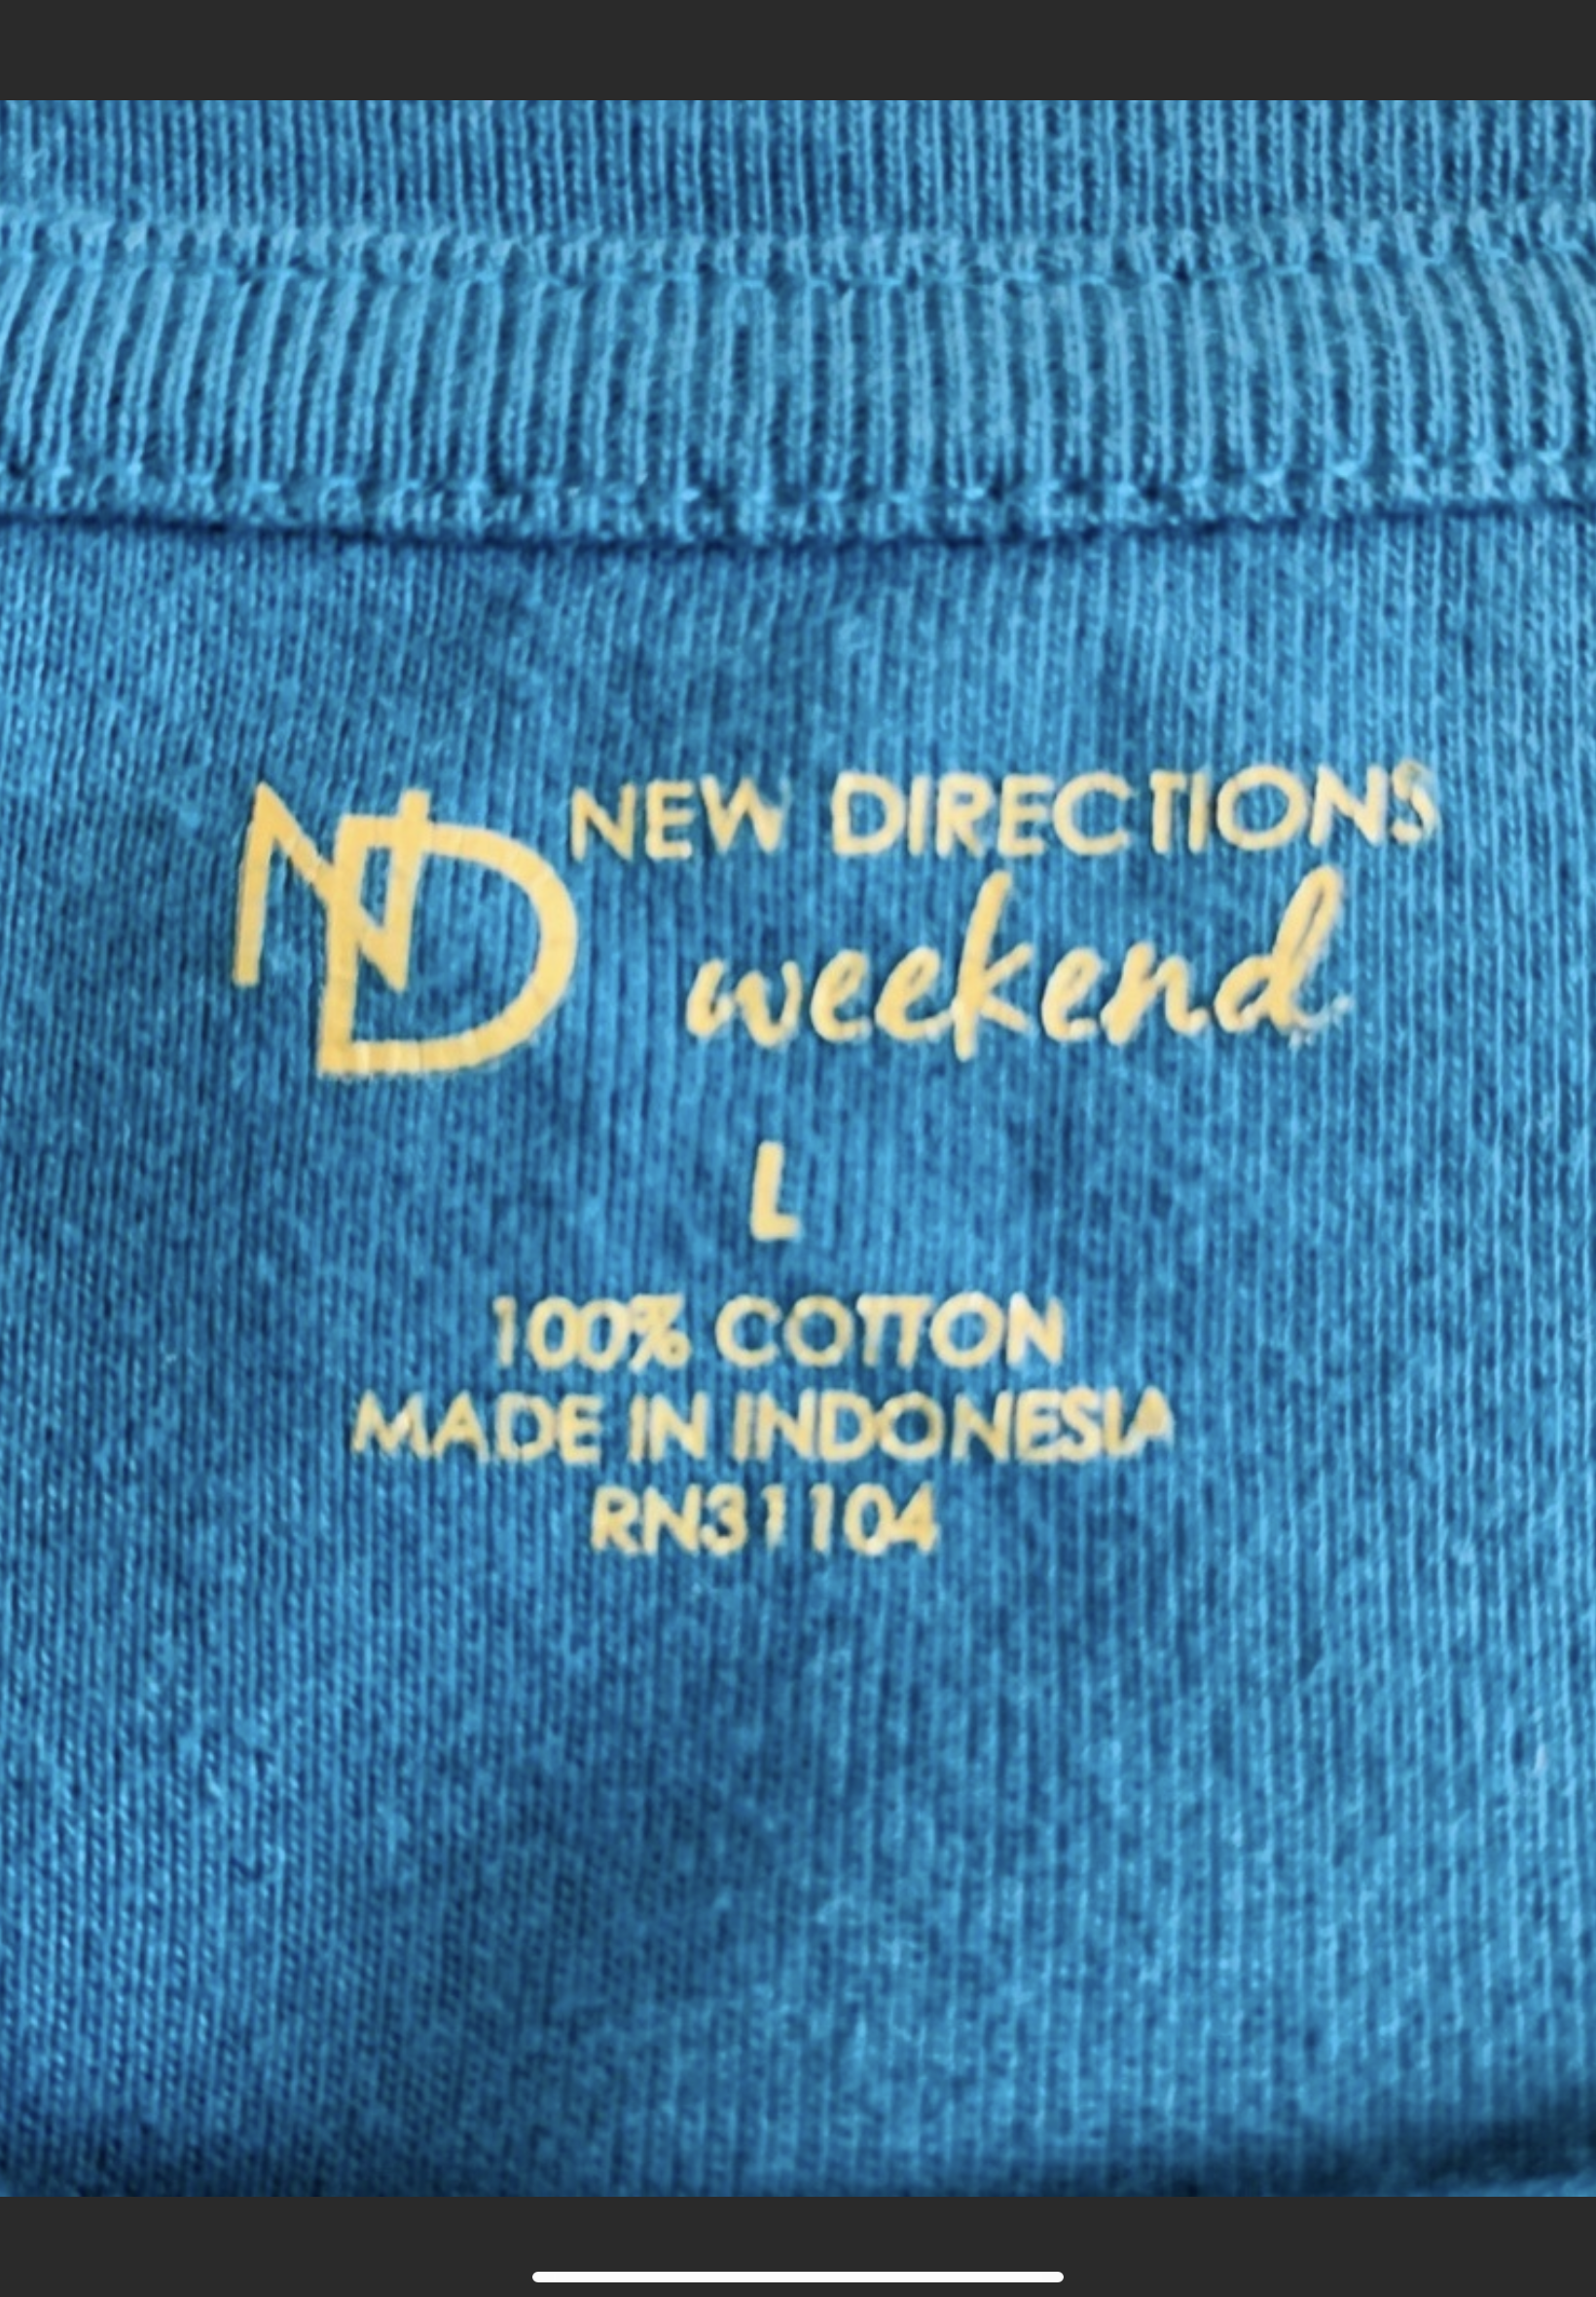 ND NEW DIRECTIONS
weekend
L
100% COTTON
MADE IN INDONESIA
RN31104